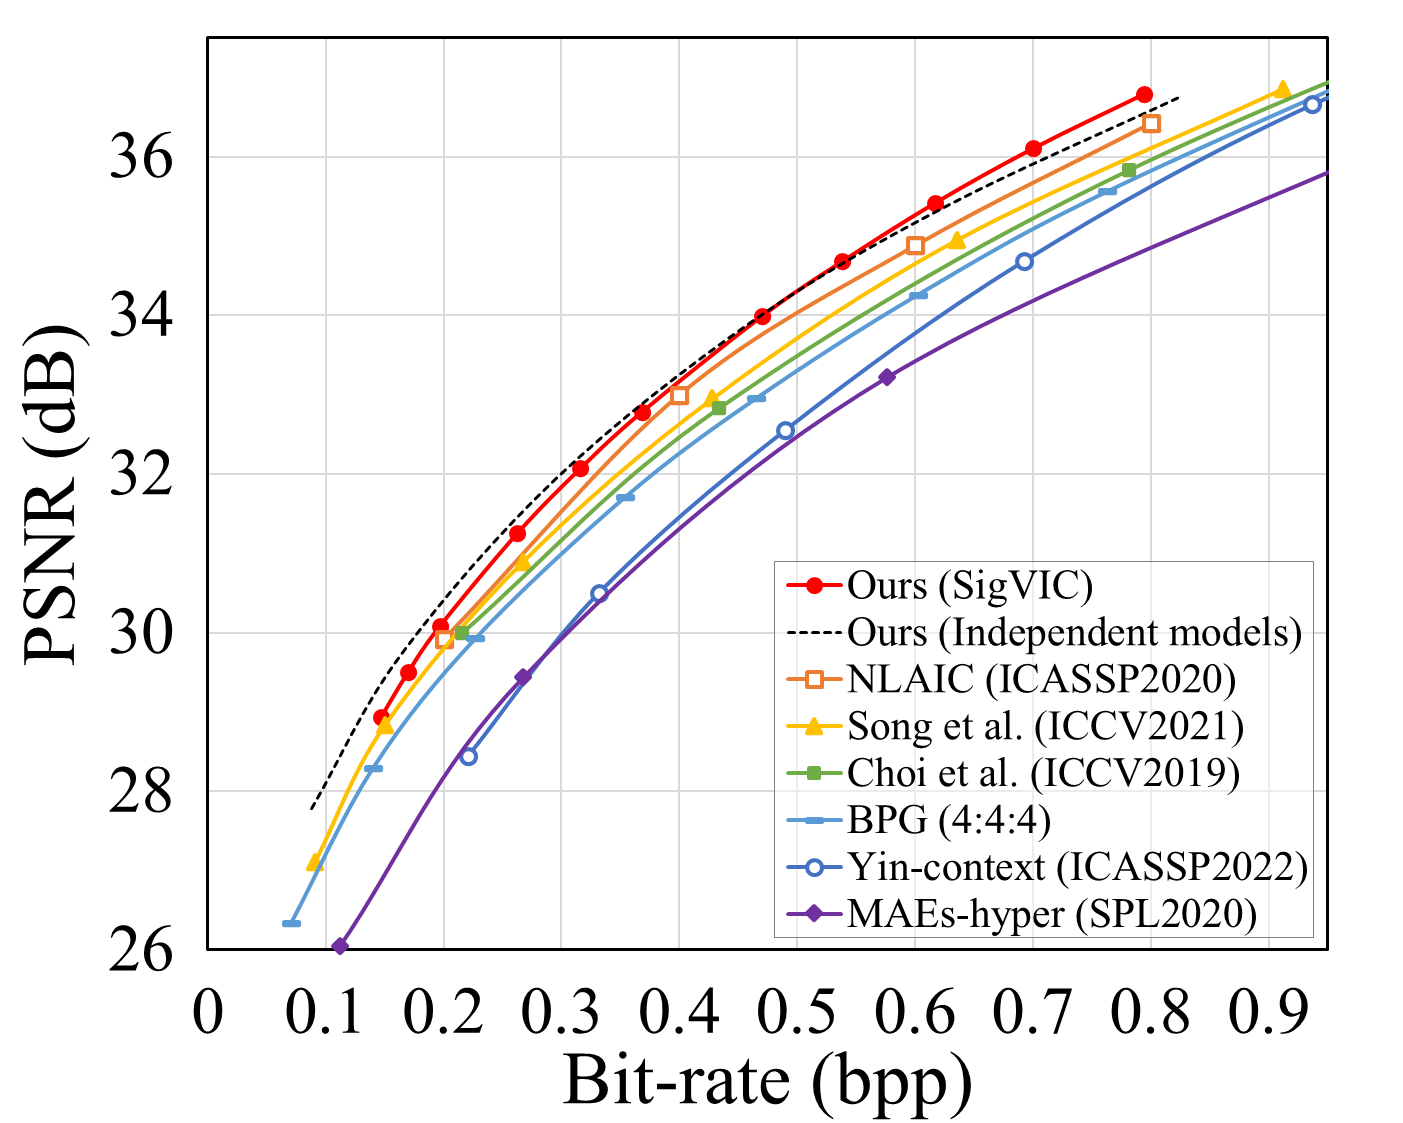 PSNR (dB)
36
34
32
30
28
26
Ours (SigVIC)
Ours (Independent models)
NLAIC (ICASSP2020)
Song et al. (ICCV2021)
Choi et al. (ICCV2019)
BPG (4:4:4)
Yin-context (ICASSP2022)
MAEs-hyper (SPL2020)
0 0.1 0.2 0.3 0.4 0.5 0.6 0.7 0.8 0.9
Bit-rate (bpp)